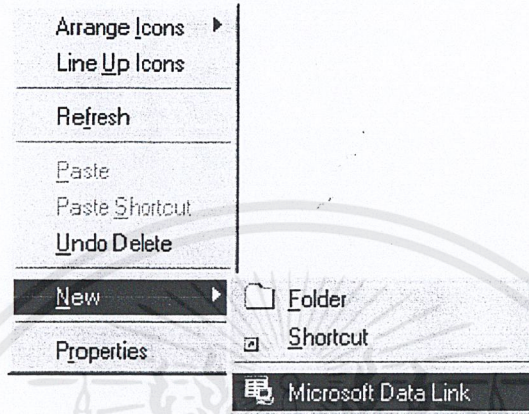 Arrange Icons
Line Up Icons
Refresh
Paste
Paste Shortcut
Undo Delete
New
Folder
Shortcut
Properties
Microsoft Data Link